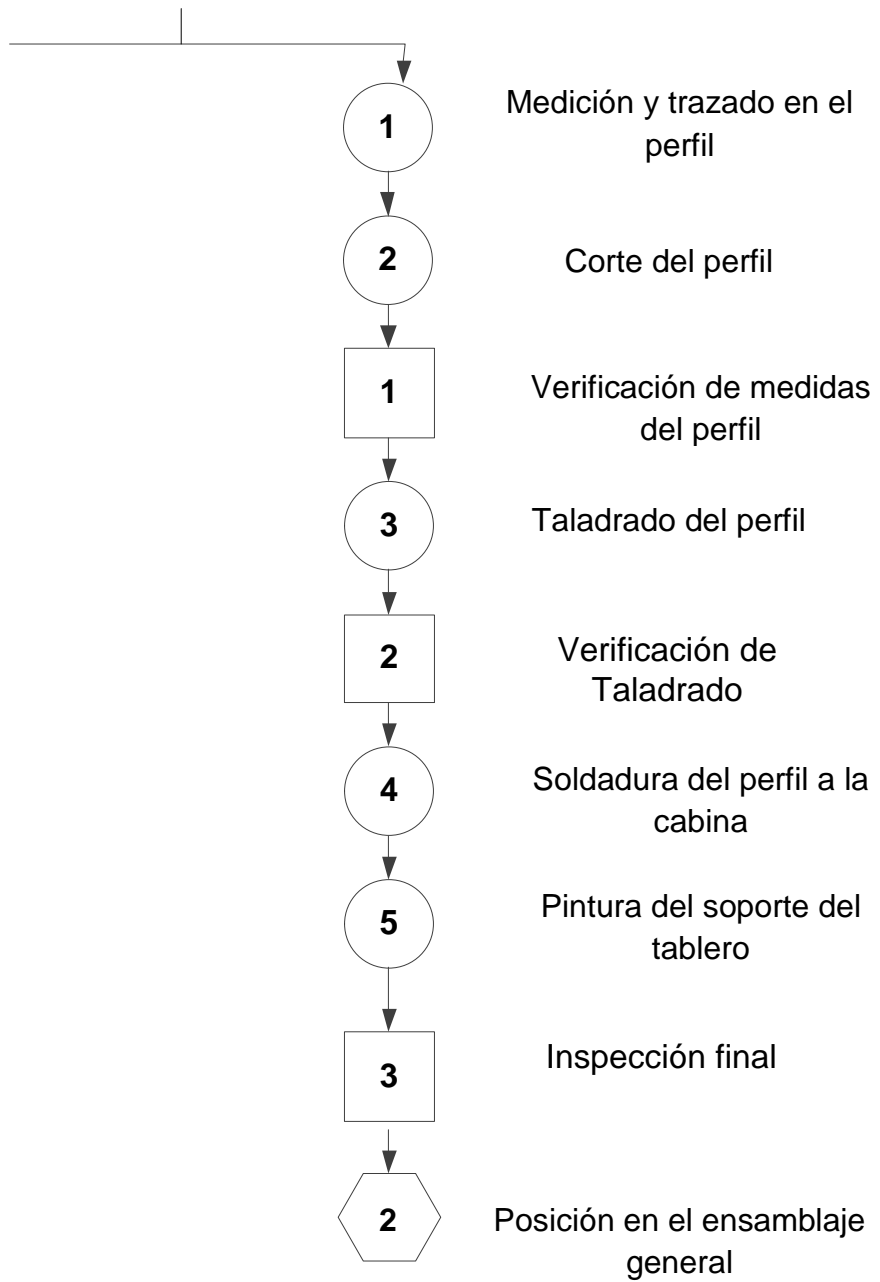 1
Medición y trazado en el
perfil
2
Corte del perfil
1
Verificación de medidas
del perfil
3
Taladrado del perfil
2
Verificación de
Taladrado
4
Soldadura del perfil a la
cabina
5
Pintura del soporte del
tablero
3
Inspección final
2
Posición en el ensamblaje
general